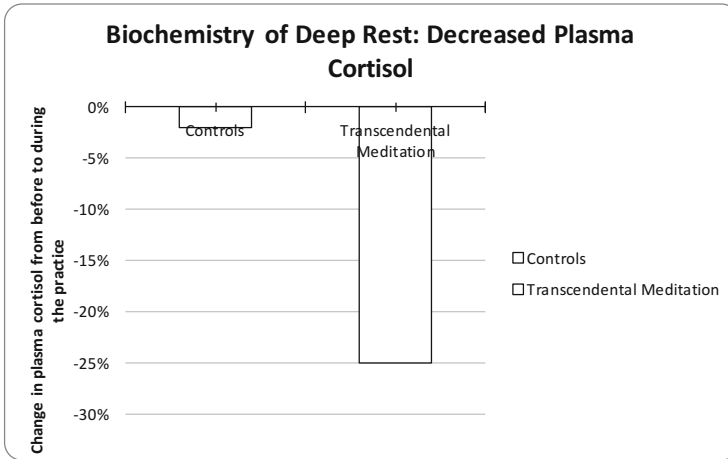 Biochemistry of Deep Rest: Decreased Plasma
Cortisol
Change in plasma cortisol from before to during
the practice
0%
-5%
-10%
-15%
-20%
-25%
-30%
Controls
Transcendental
Meditation
Controls
Transcendental Meditation